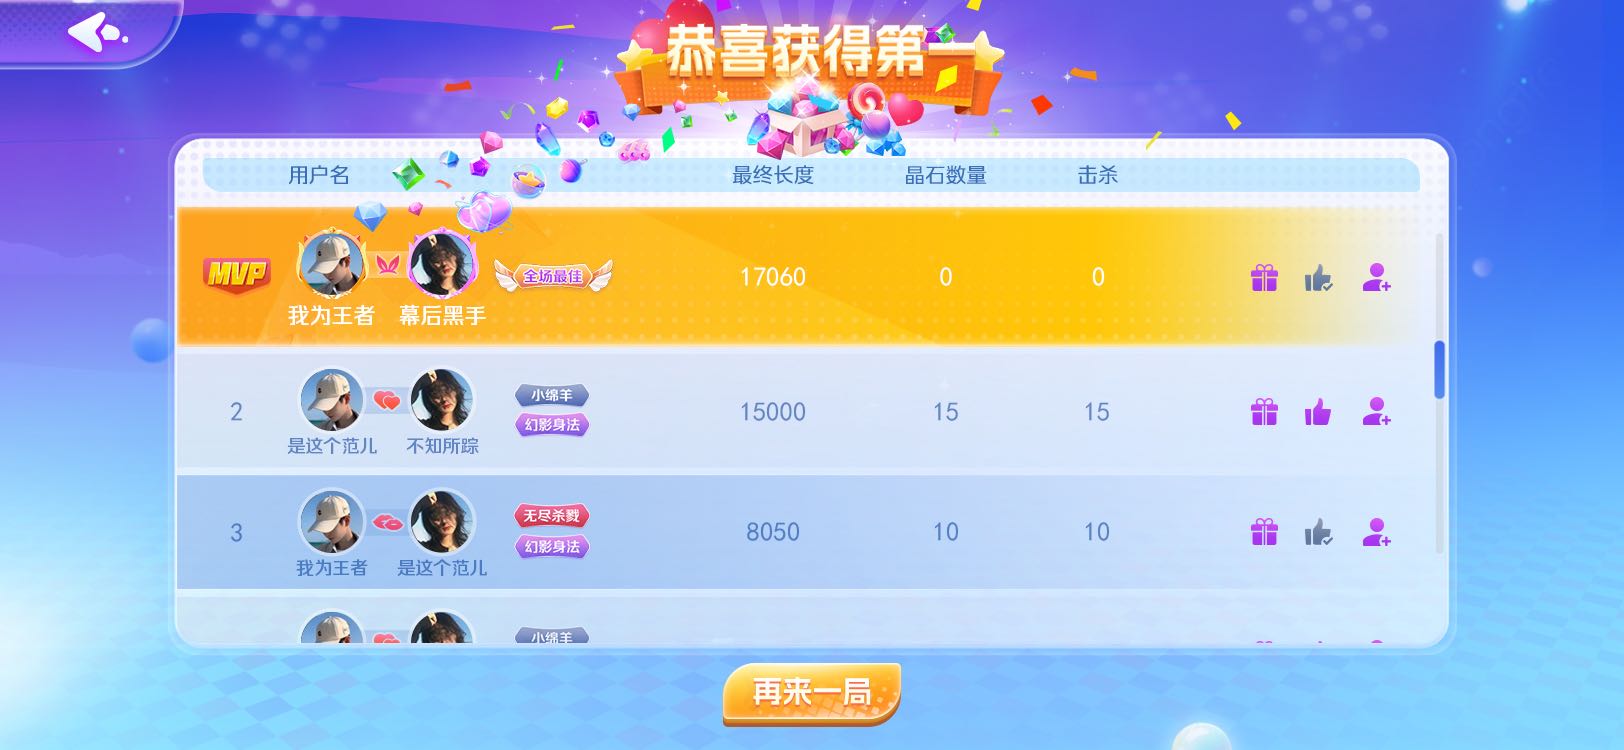 恭喜获得第一
用户名 最终长度 晶石数量 击杀
MVP 我为王者 幕后黑手 全场最佳 17060 0 0
2 是这个范儿 不知所踪 小绵羊 幻影身法 15000 15 15
3 我为王者 是这个范儿 无尽杀戮 幻影身法 8050 10 10
小绵羊
再来一局